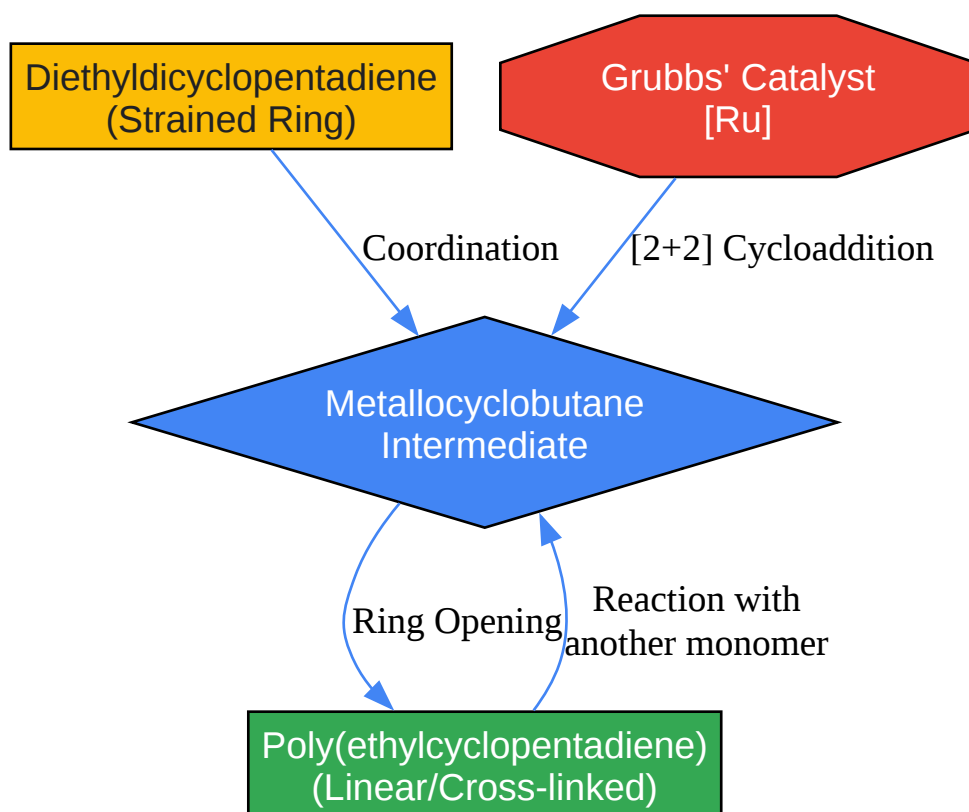 Diethyldicyclopentadiene
(Strained Ring)
Grubbs' Catalyst
[Ru]
Coordination
[2+2] Cycloaddition
Metallocyclobutane
Intermediate
Ring Opening
Reaction with
another monomer
Poly(ethylcyclopentadiene)
(Linear/Cross-linked)